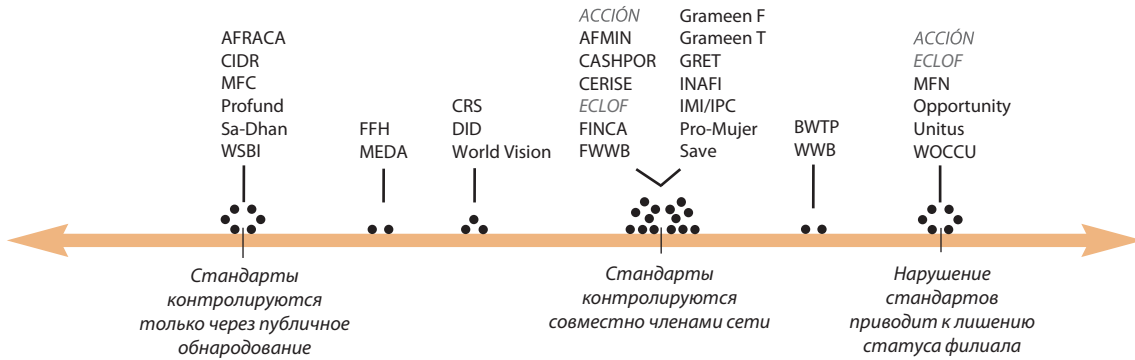 AFRACA
CIDR
MFC
Profund
Sa-Dhan
WSBI
FFH
MEDA
CRS
DID
World Vision
ACCIÓN
AFMIN
CASHPOR
CERISE
ECLOF
FINCA
FWWB
Grameen F
Grameen T
GRET
INAFI
IMI/IPC
Pro-Mujer
Save
BWTP
WWB
ACCIÓN
ECLOF
MFN
Opportunity
Unitus
WOCCU
Стандарты
контролируются
только через публичное
обнародование
Стандарты
контролируются
совместно членами сети
Нарушение
стандартов
приводит к лишению
статуса филиала